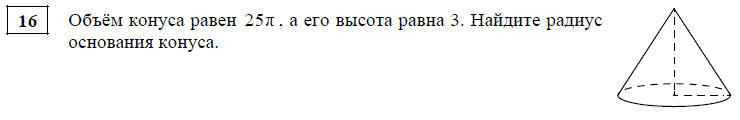 16 Объём конуса равен 25π, а его высота равна 3. Найдите радиус
основания конуса.